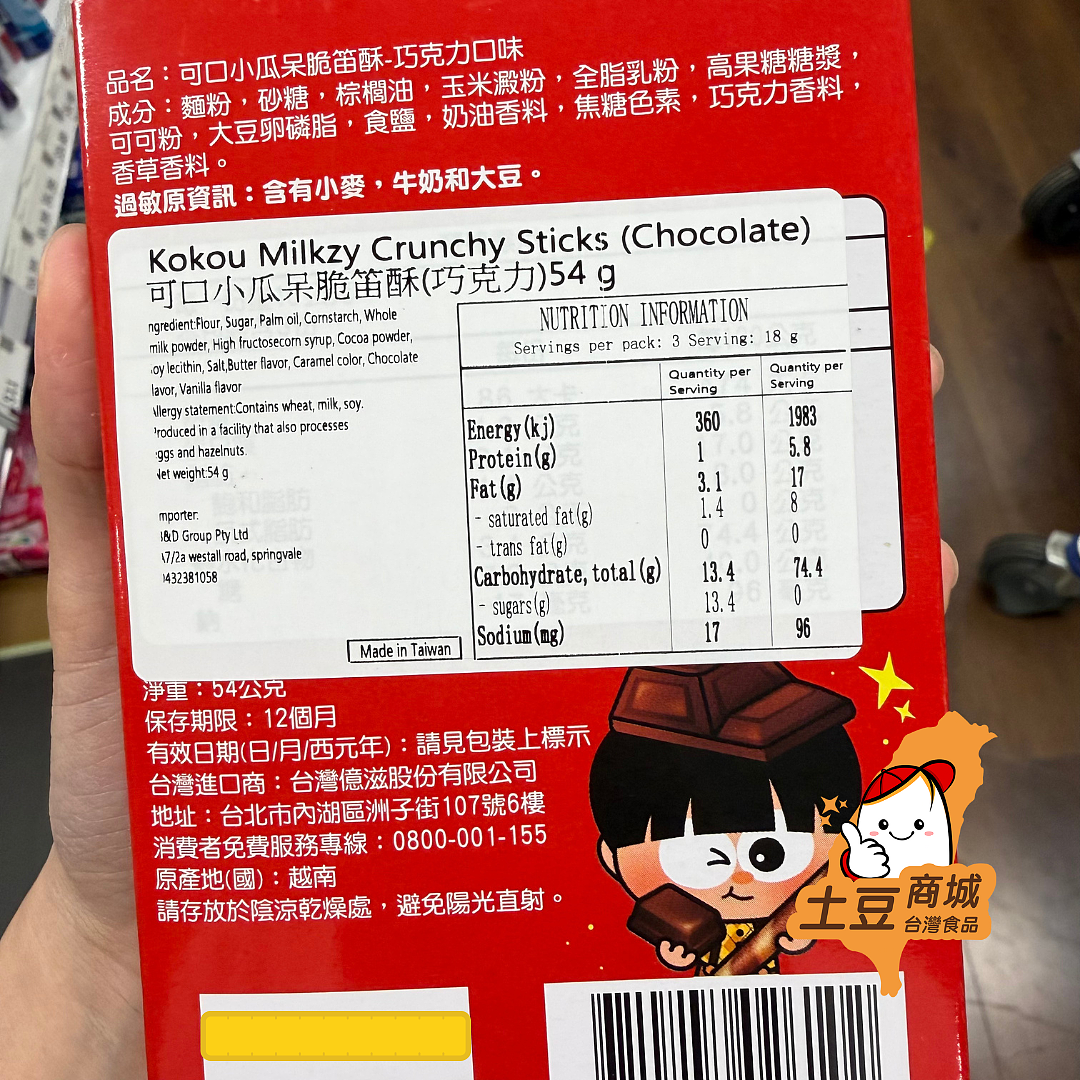 品名：可口小瓜呆脆笛酥-巧克力口味
成分：麵粉，砂糖，棕櫚油，玉米澱粉，全脂乳粉，高果糖糖漿，
可可粉，大豆卵磷脂，食鹽，奶油香料，焦糖色素，巧克力香料，
香草香料。
過敏原資訊：含有小麥，牛奶和大豆。
Kokou Milkzy Crunchy Sticks (Chocolate)
可口小瓜呆脆笛酥(巧克力)54 g
ngredient:Flour, Sugar, Palm oil, Cornstarch, Whole
milk powder, High fructosecorn syrup, Cocoa powder,
oy lecithin, Salt,Butter flavor, Caramel color, Chocolate
lavor, Vanilla flavor
llergy statement:Contains wheat, milk, soy.
roduced in a facility that also processes
ggs and hazelnuts.
et weight:54 g
mporter:
&D Group Pty Ltd
7/2a westall road, springvale
432381058
Made in Taiwan
NUTRITION INFORMATION
Servings per pack: 3 Serving: 18 g
Quantity per Serving Quantity per Serving
Energy(kj) 360 1983
Protein(g) 1 5.8
Fat(g) 3.1 17
- saturated fat(g) 1.4 8
- trans fat(g) 0 0
Carbohydrate, total(g) 13.4 74.4
- sugars(g) 13.4 0
Sodium(mg) 17 96
淨重：54公克
保存期限：12個月
有效日期(日/月/西元年)：請見包裝上標示
台灣進口商：台灣億滋股份有限公司
地址：台北市內湖區洲子街107號6樓
消費者免費服務專線：0800-001-155
原產地(國)：越南
請存放於陰涼乾燥處，避免陽光直射。
土豆商城
台灣食品